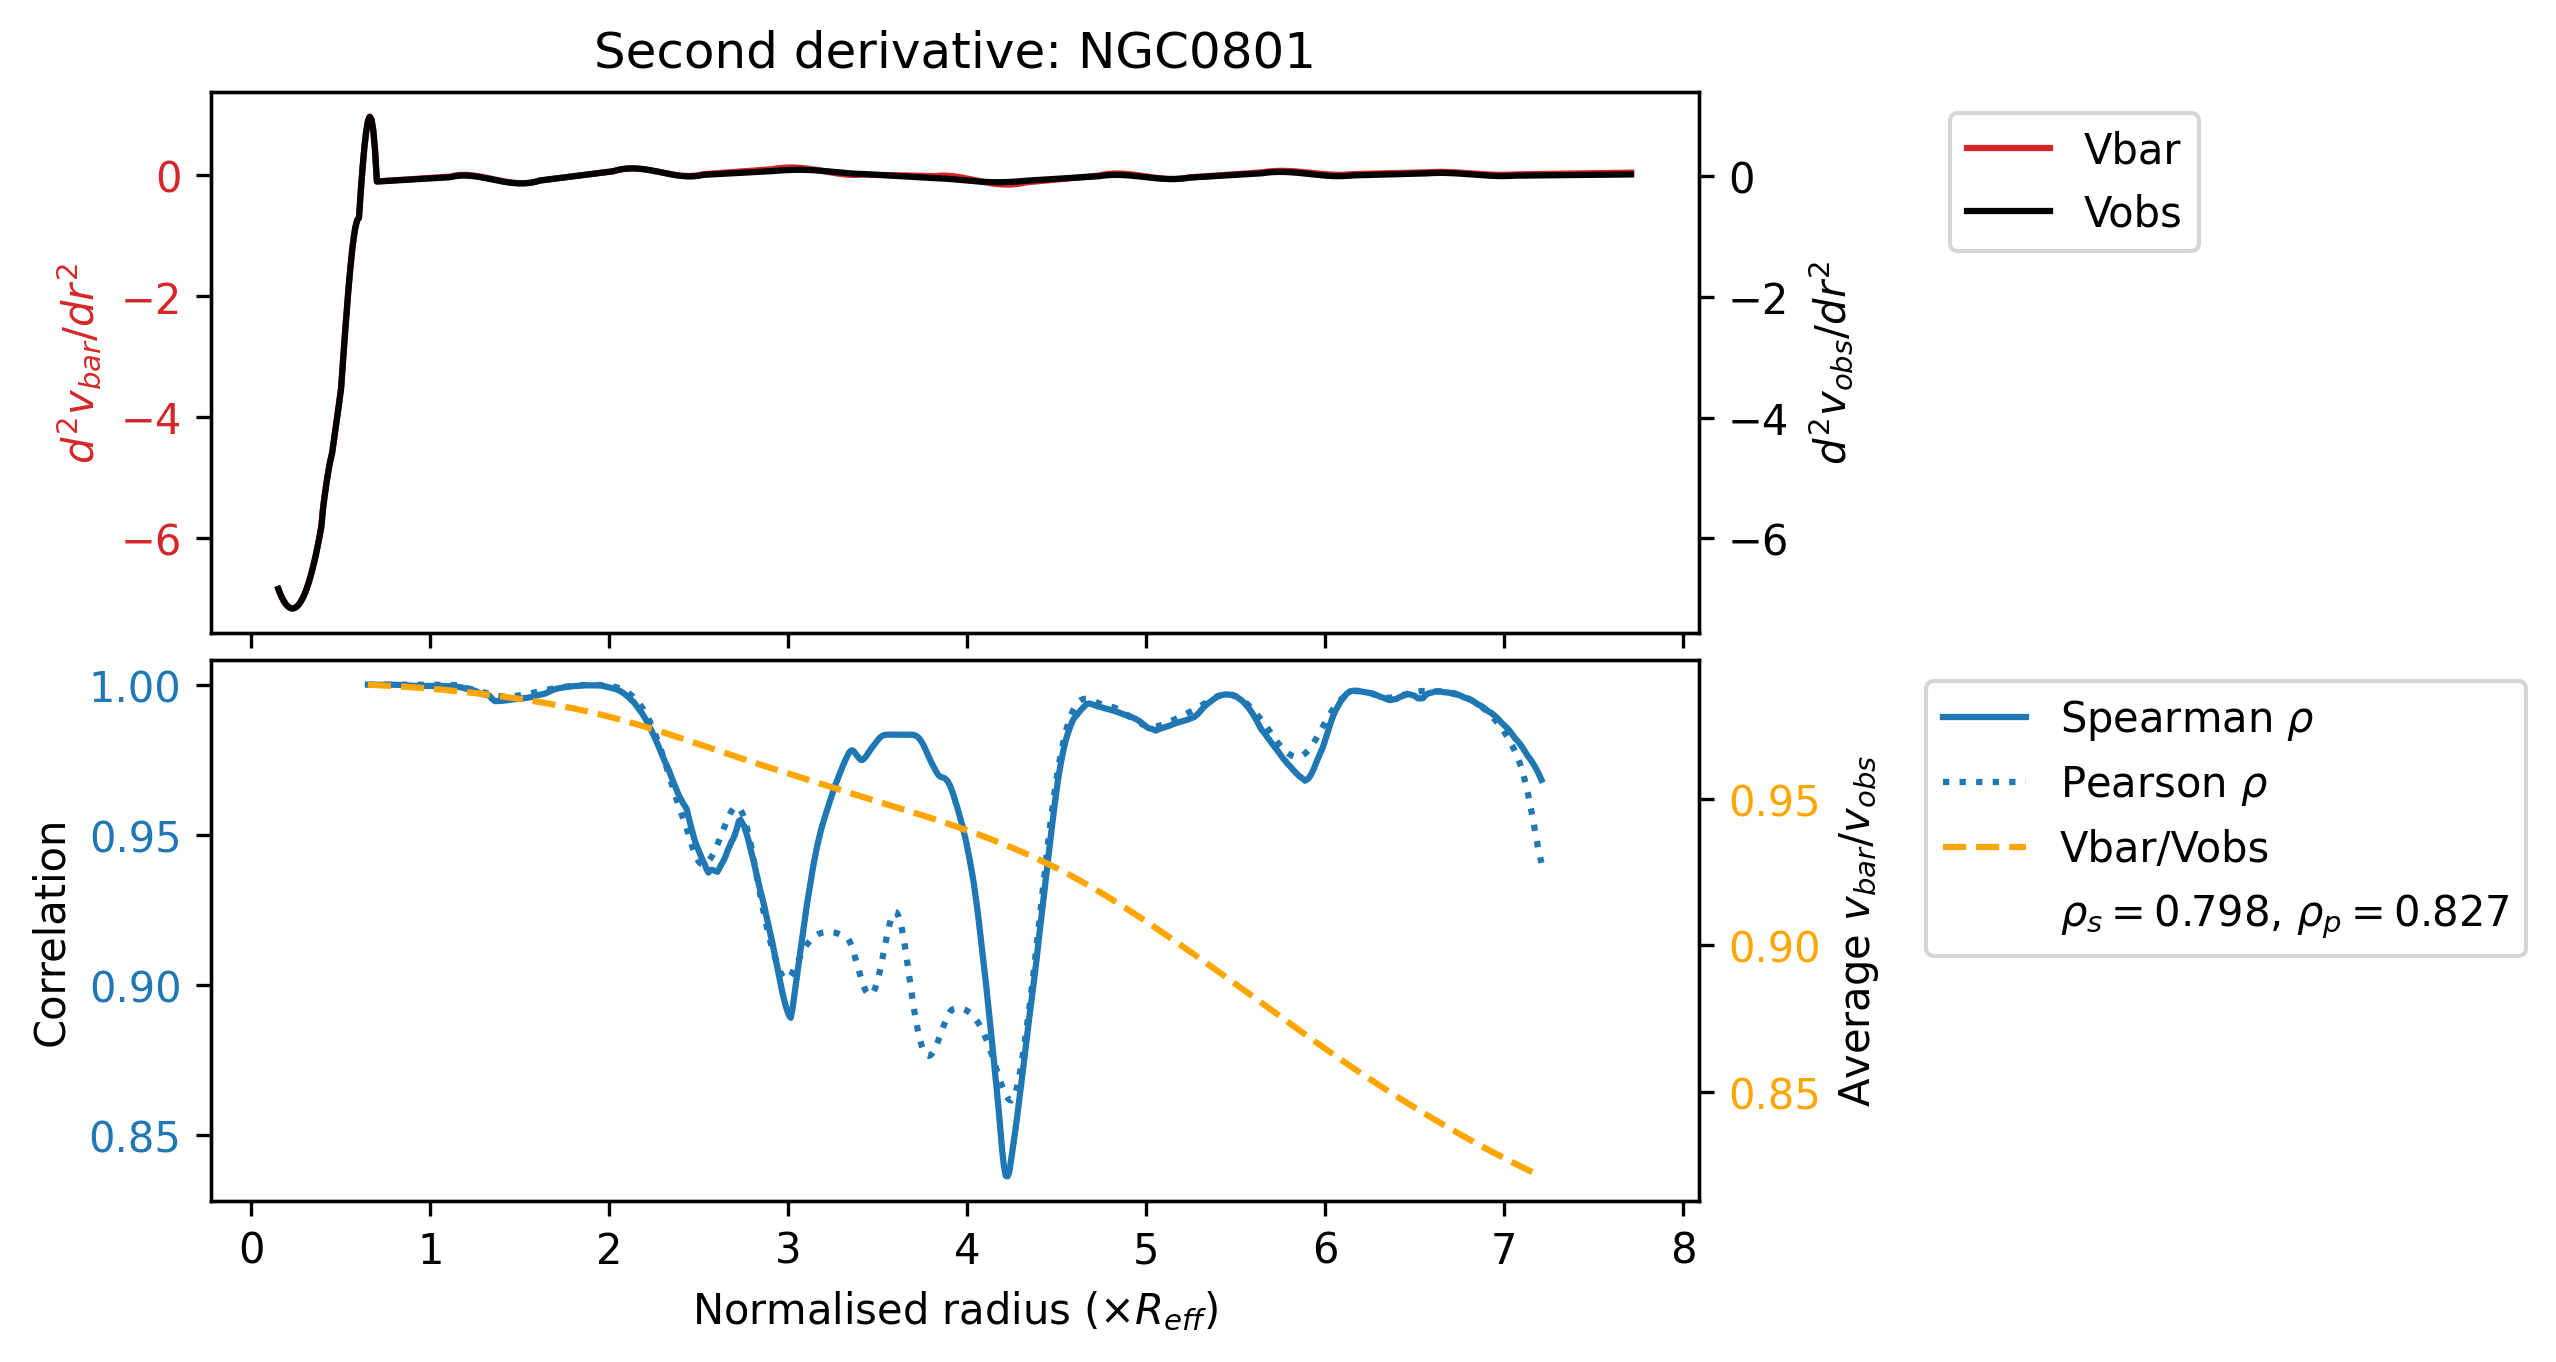 Second derivative: NGC0801
0
−2
−4
−6
d²v_bar/dr²
0
−2
−4
−6
d²v_obs/dr²
Vbar
Vobs
1.00
0.95
0.90
0.85
Correlation
0.95
0.90
0.85
Average v_bar/v_obs
Spearman ρ
Pearson ρ
Vbar/Vobs
ρ_s = 0.798, ρ_p = 0.827
0 1 2 3 4 5 6 7 8
Normalised radius (×R_eff)